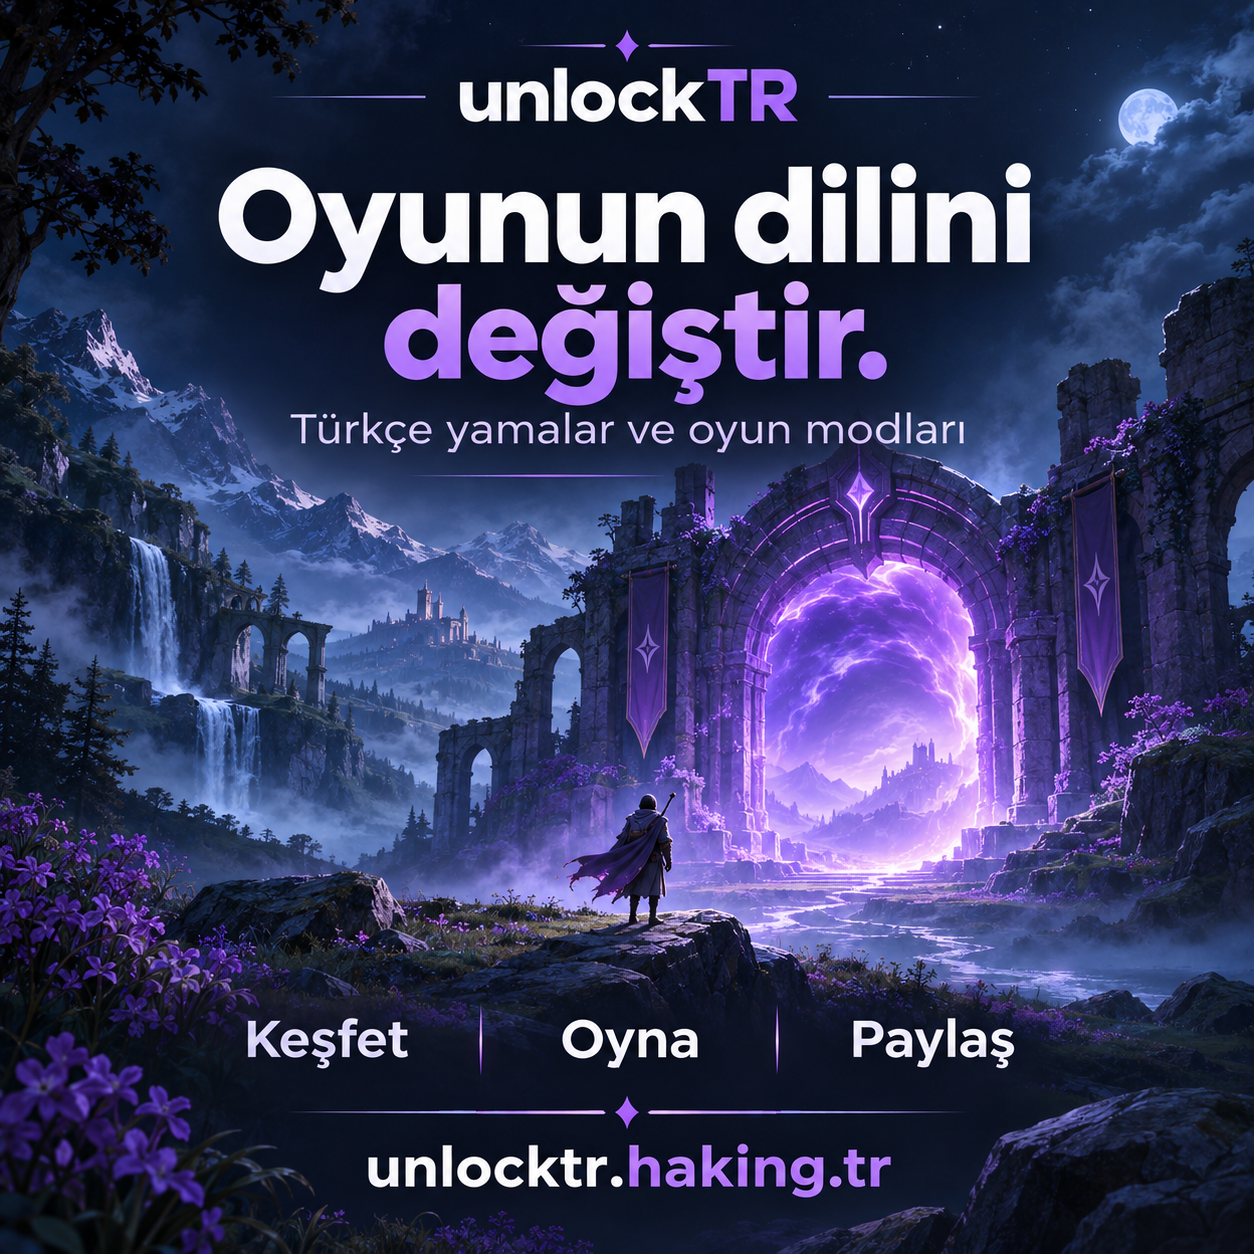 unlockTR
Oyunun dilini
değiştir.
Türkçe yamalar ve oyun modları
Keşfet
Oyna
Paylaş
unlocktr.haking.tr